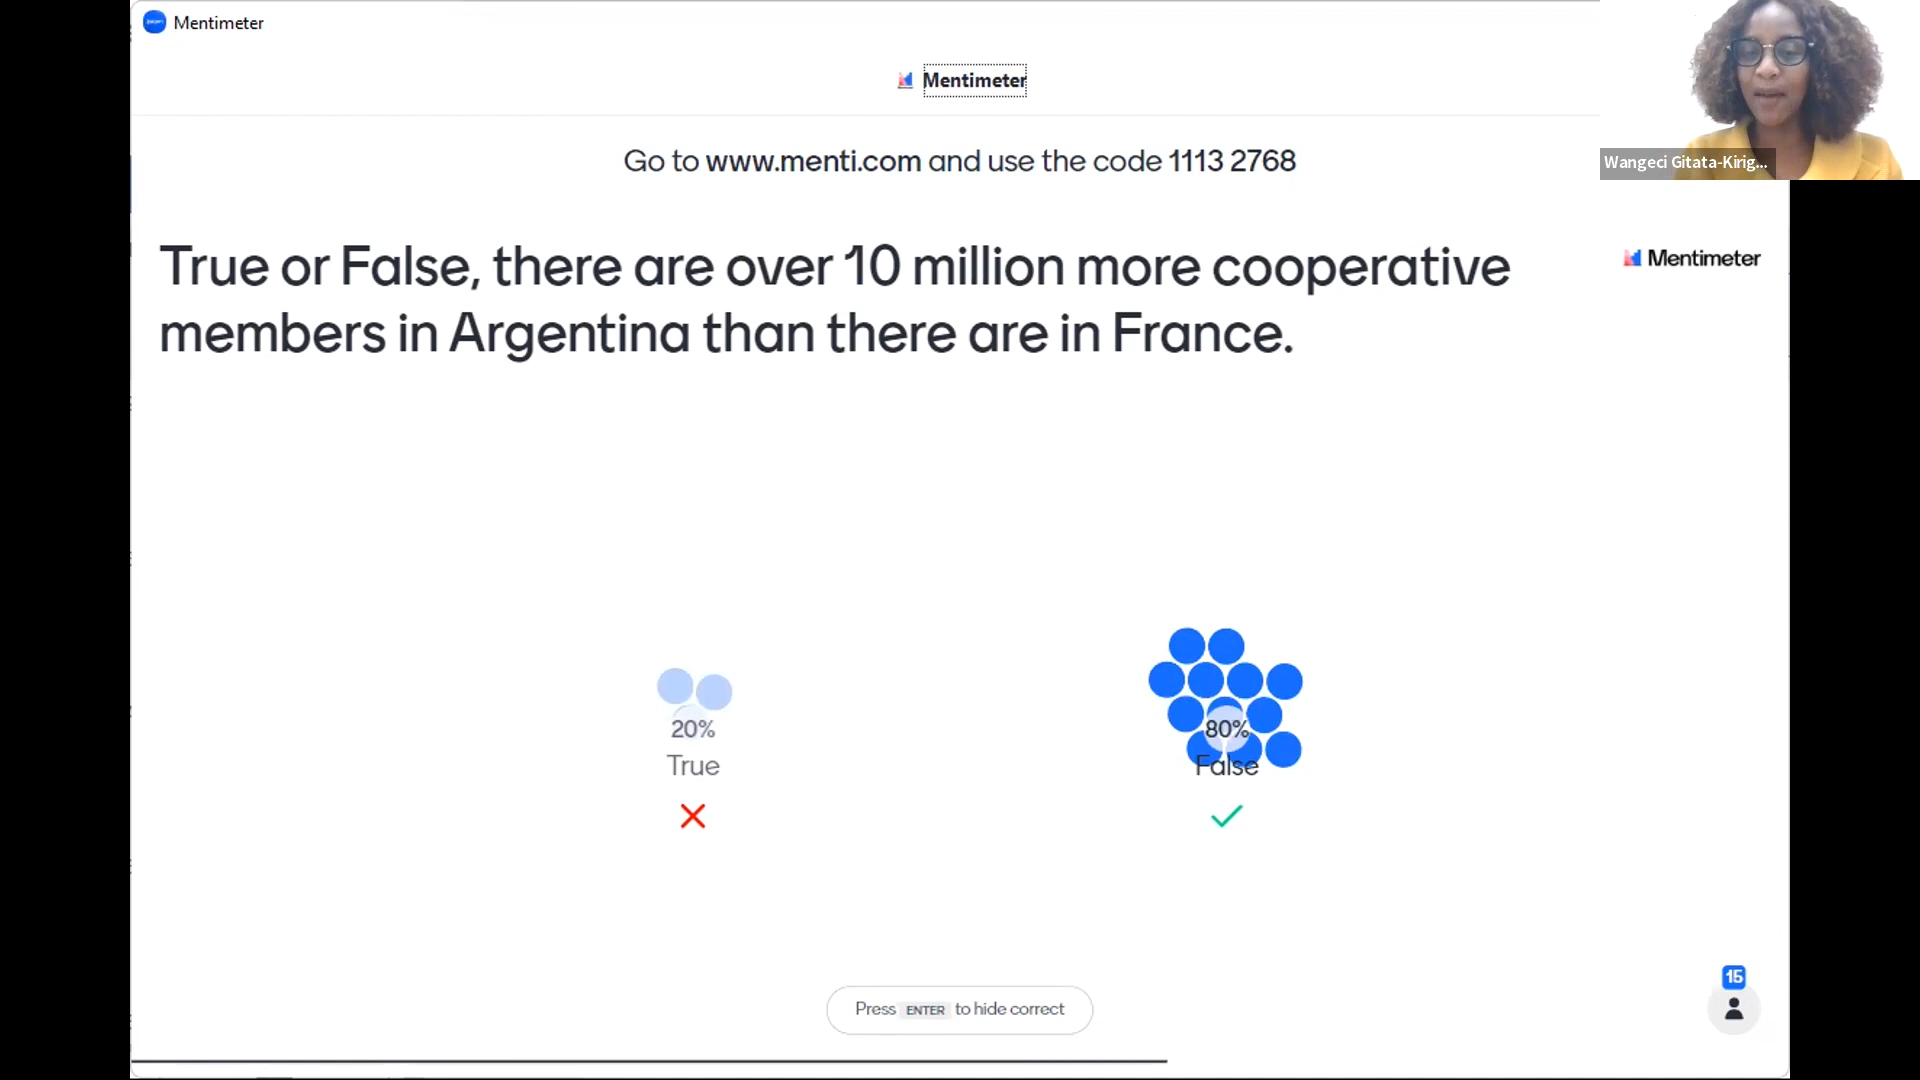 Mentimeter
Mentimeter
Go to www.menti.com and use the code 1113 2768
Wangeci Gitata-Kirig...
True or False, there are over 10 million more cooperative
members in Argentina than there are in France.
Mentimeter
20%
True
80%
False
15
Press ENTER to hide correct